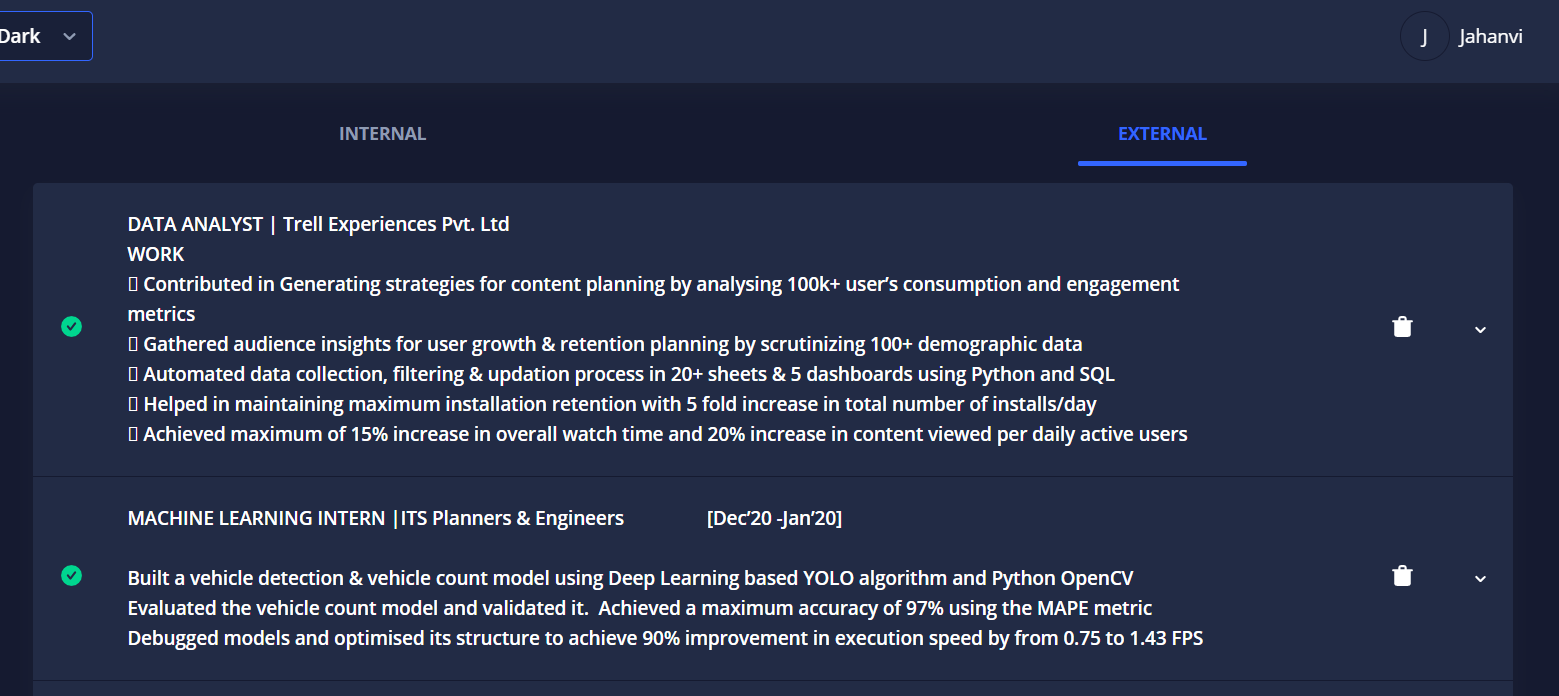 Dark
J
Jahanvi
INTERNAL
EXTERNAL
DATA ANALYST | Trell Experiences Pvt. Ltd
WORK
▯ Contributed in Generating strategies for content planning by analysing 100k+ user’s consumption and engagement
metrics
▯ Gathered audience insights for user growth & retention planning by scrutinizing 100+ demographic data
▯ Automated data collection, filtering & updation process in 20+ sheets & 5 dashboards using Python and SQL
▯ Helped in maintaining maximum installation retention with 5 fold increase in total number of installs/day
▯ Achieved maximum of 15% increase in overall watch time and 20% increase in content viewed per daily active users
MACHINE LEARNING INTERN |ITS Planners & Engineers [Dec’20 -Jan’20]
Built a vehicle detection & vehicle count model using Deep Learning based YOLO algorithm and Python OpenCV
Evaluated the vehicle count model and validated it.  Achieved a maximum accuracy of 97% using the MAPE metric
Debugged models and optimised its structure to achieve 90% improvement in execution speed by from 0.75 to 1.43 FPS